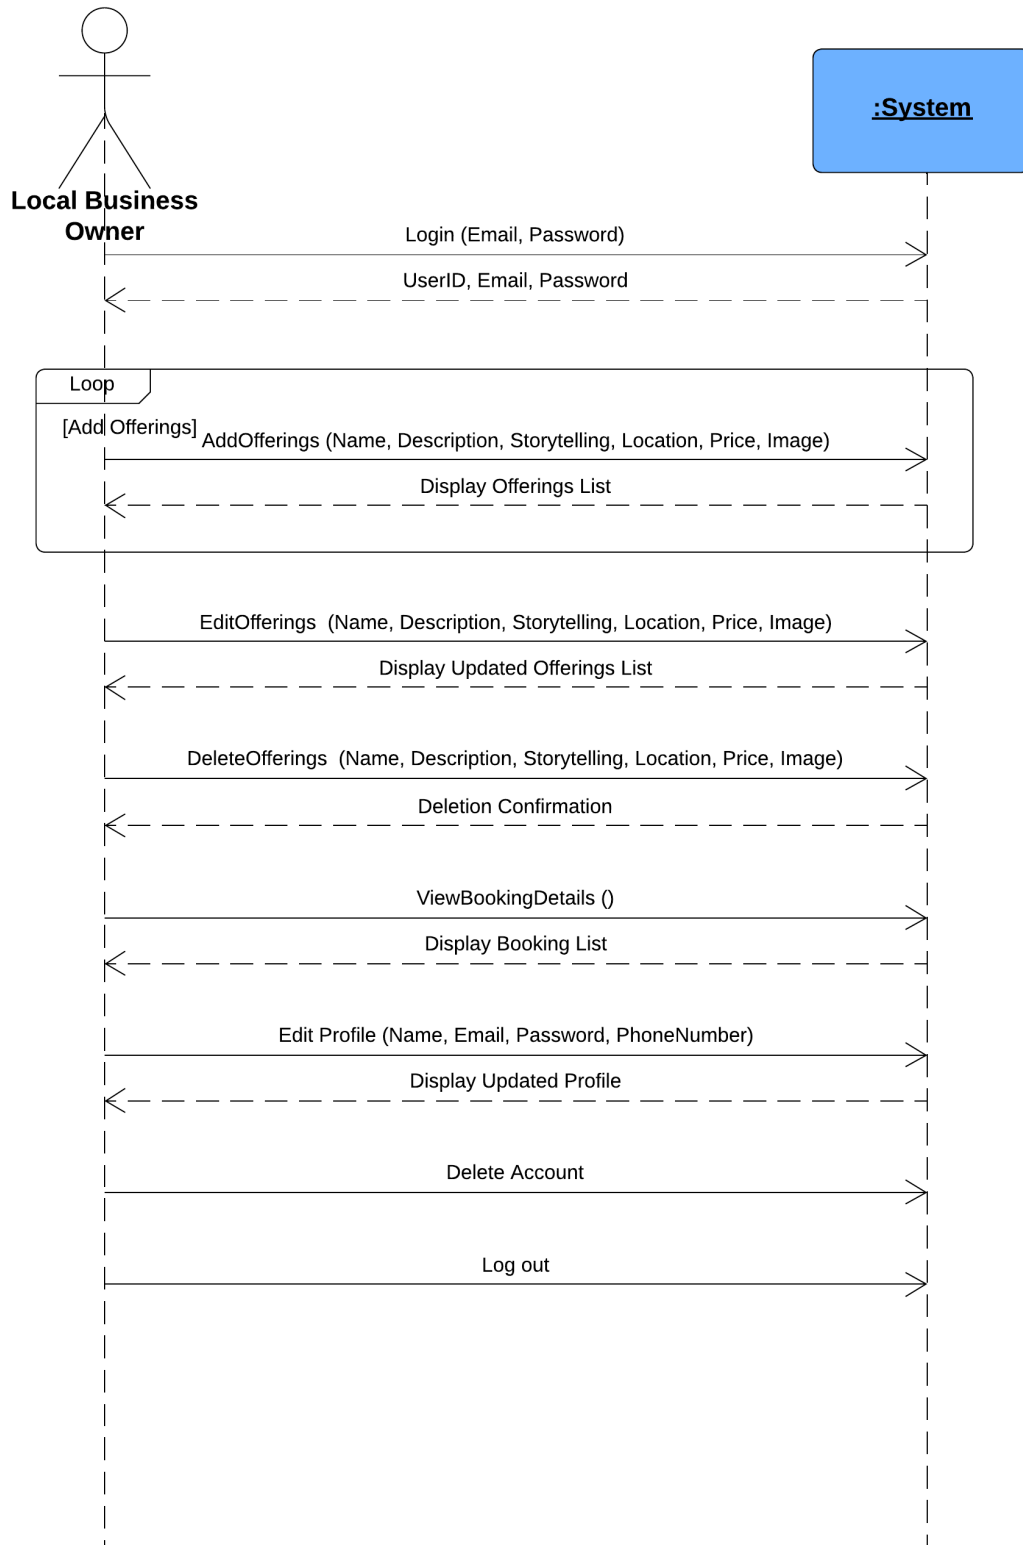 :System
Local Business
Owner
Login (Email, Password)
UserID, Email, Password
Loop
[Add Offerings]
AddOfferings (Name, Description, Storytelling, Location, Price, Image)
Display Offerings List
EditOfferings  (Name, Description, Storytelling, Location, Price, Image)
Display Updated Offerings List
DeleteOfferings  (Name, Description, Storytelling, Location, Price, Image)
Deletion Confirmation
ViewBookingDetails ()
Display Booking List
Edit Profile (Name, Email, Password, PhoneNumber)
Display Updated Profile
Delete Account
Log out